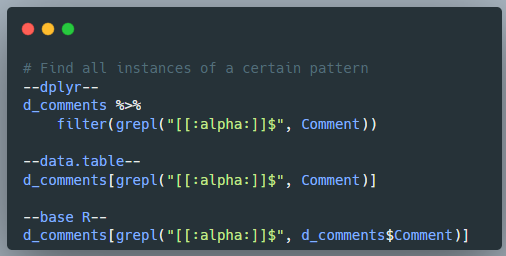 # Find all instances of a certain pattern
--dplyr--
d_comments %>%
    filter(grepl("[[:alpha:]]$", Comment))

--data.table--
d_comments[grepl("[[:alpha:]]$", Comment)]

--base R--
d_comments[grepl("[[:alpha:]]$", d_comments$Comment)]